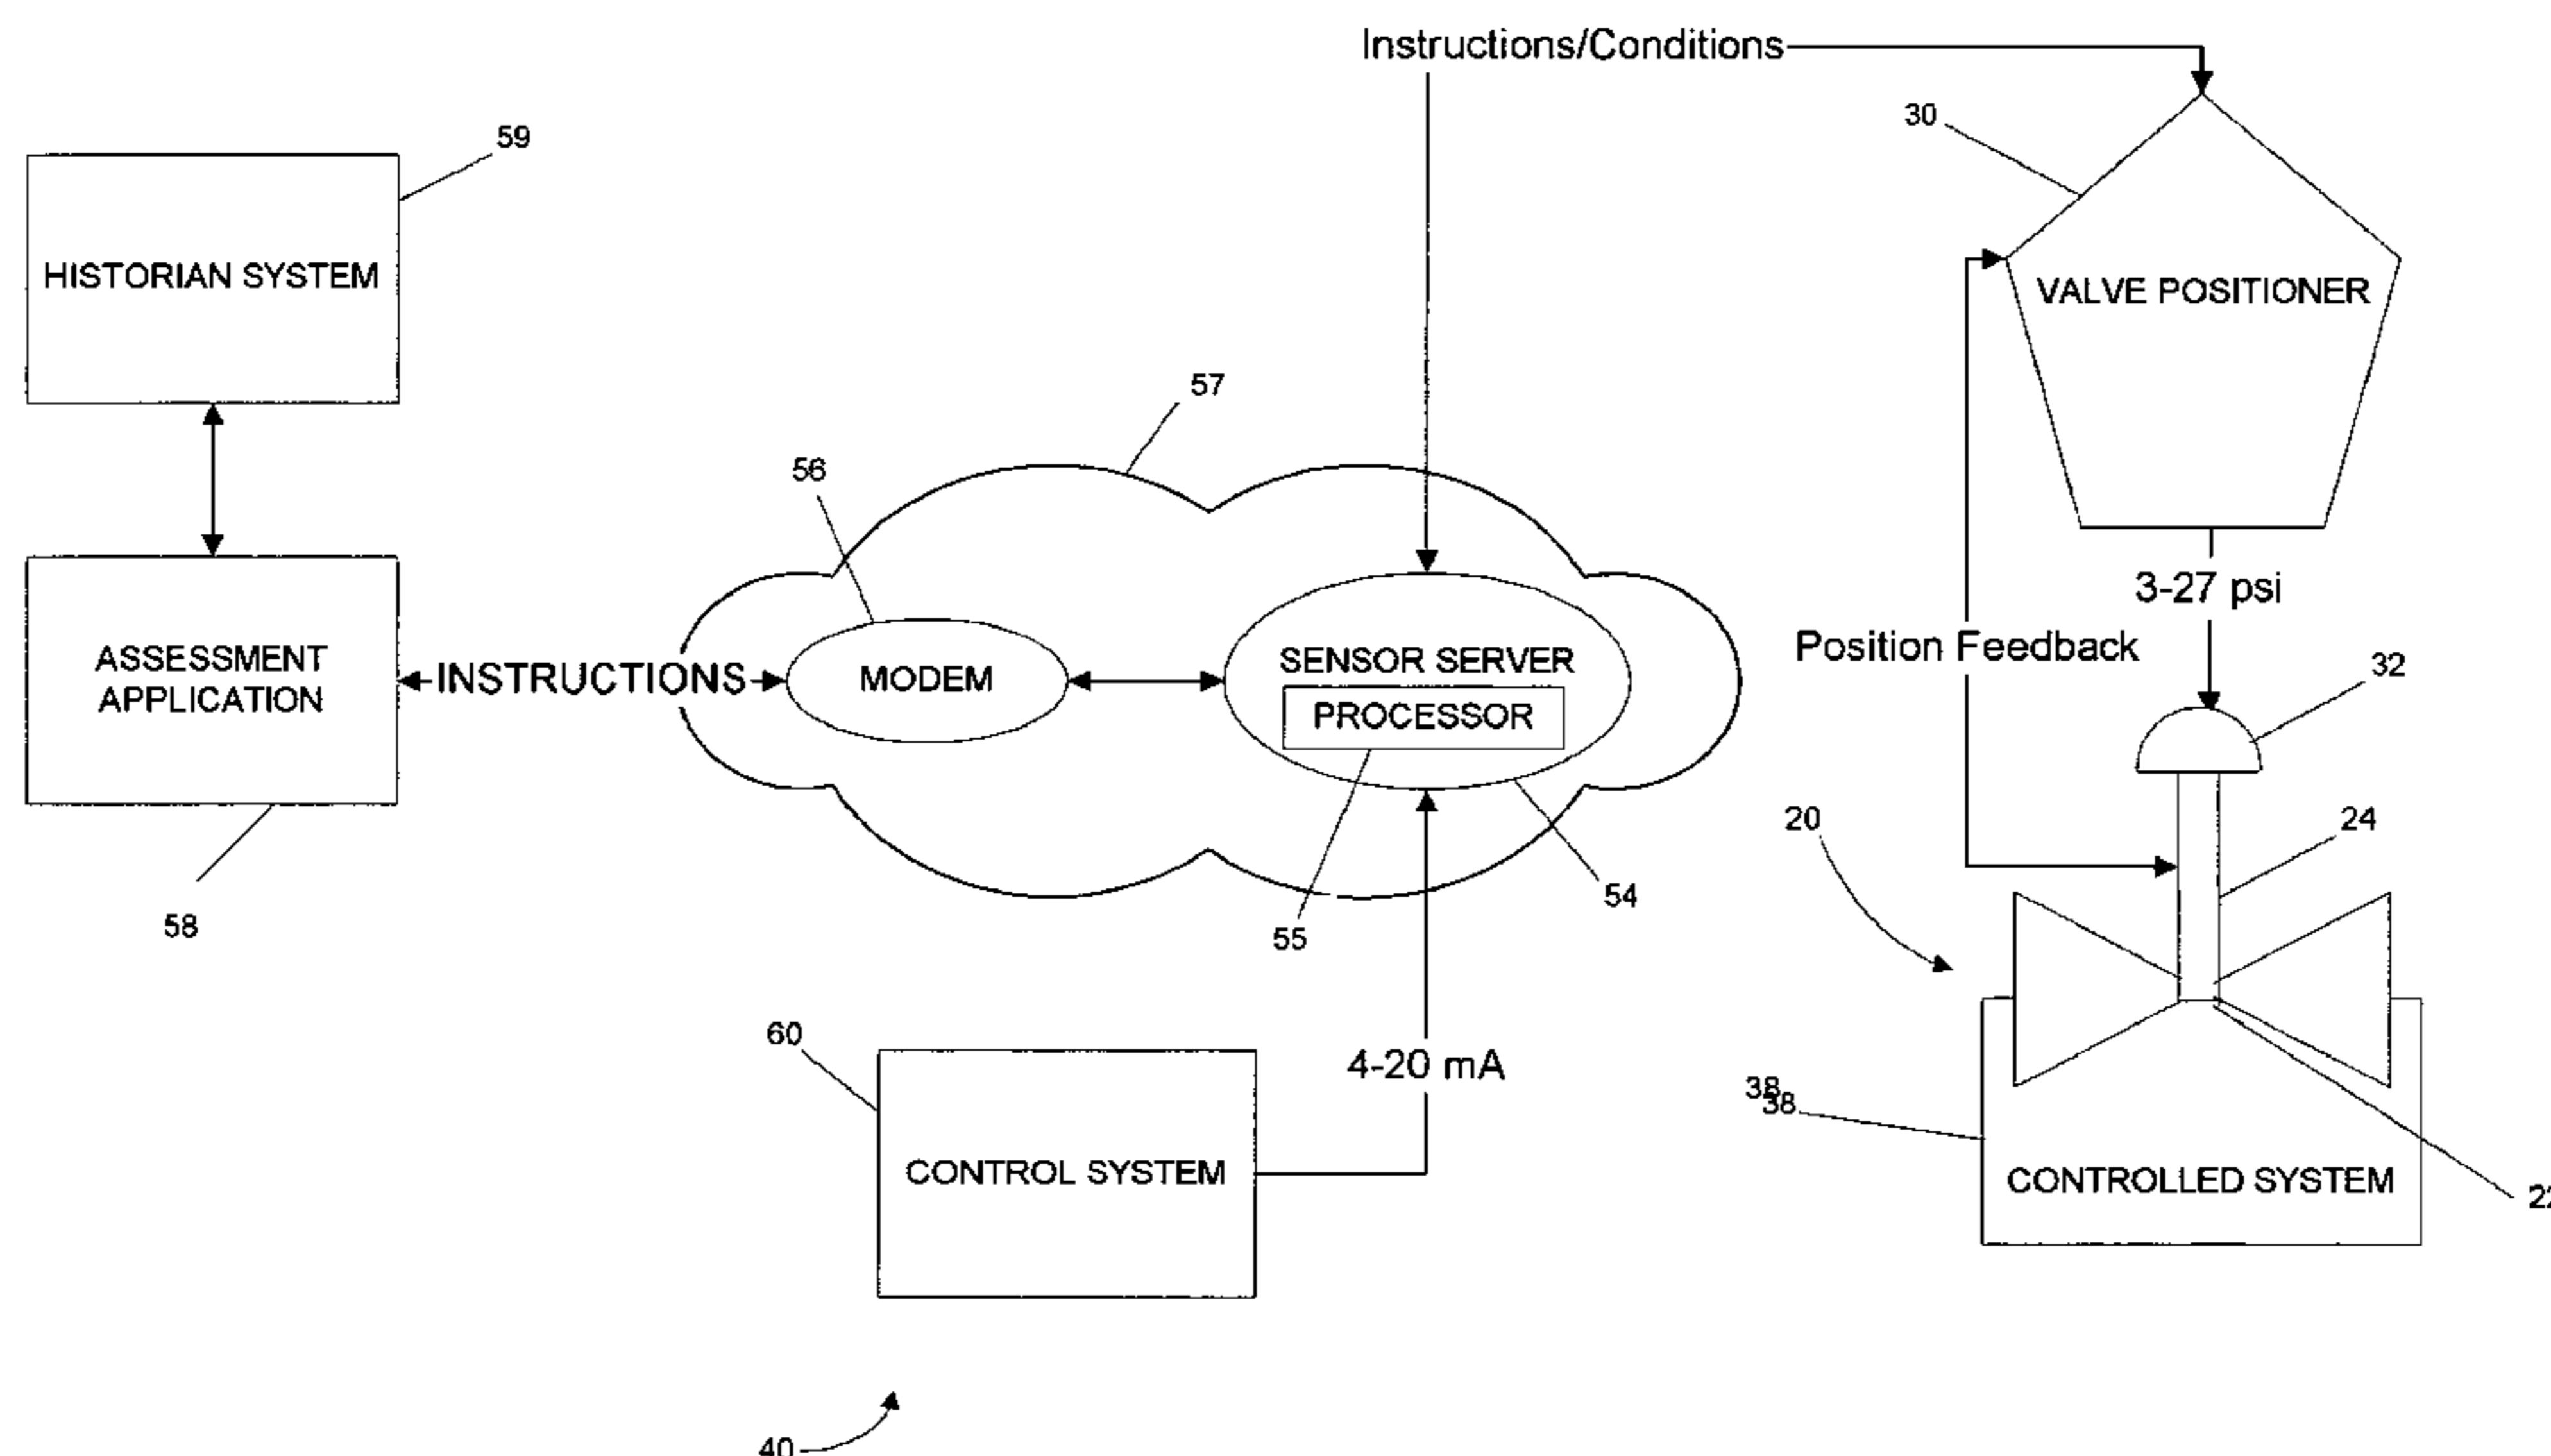 Instructions/Conditions
59
30
HISTORIAN SYSTEM
VALVE POSITIONER
57
56
3-27 psi
Position Feedback
ASSESSMENT
APPLICATION
INSTRUCTIONS
MODEM
SENSOR SERVER
PROCESSOR
32
20
24
58
55
54
60
4-20 mA
38
38
CONTROL SYSTEM
CONTROLLED SYSTEM
22
40